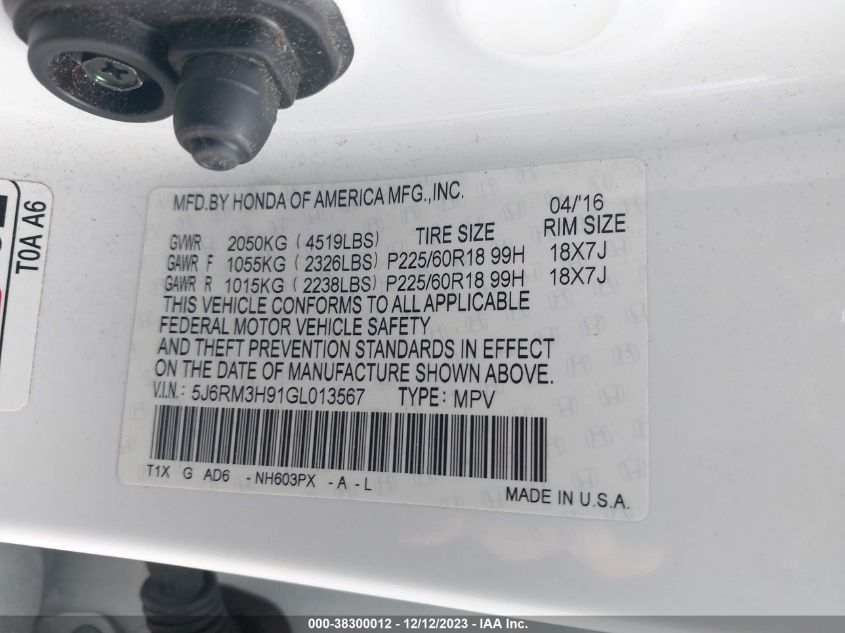 T0A A6
MFD.BY HONDA OF AMERICA MFG.,INC. 04/'16
GVWR 2050KG ( 4519LBS) TIRE SIZE RIM SIZE
GAWR F 1055KG ( 2326LBS) P225/60R18 99H 18X7J
GAWR R 1015KG ( 2238LBS) P225/60R18 99H 18X7J
THIS VEHICLE CONFORMS TO ALL APPLICABLE
FEDERAL MOTOR VEHICLE SAFETY
AND THEFT PREVENTION STANDARDS IN EFFECT
ON THE DATE OF MANUFACTURE SHOWN ABOVE.
V.I.N.: 5J6RM3H91GL013567 TYPE: MPV
T1X G AD6 - NH603PX - A - L
MADE IN U.S.A.
000-38300012 - 12/12/2023 - IAA Inc.